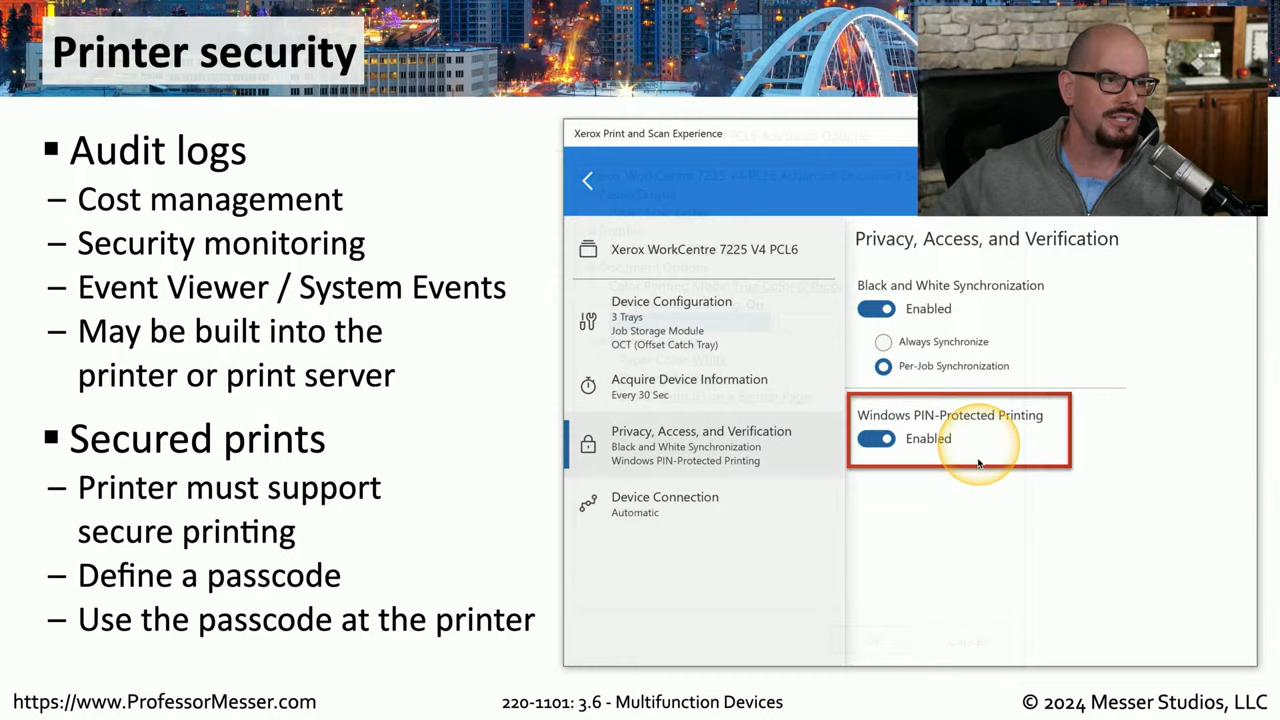 Printer security
▪ Audit logs
– Cost management
– Security monitoring
– Event Viewer / System Events
– May be built into the
printer or print server
▪ Secured prints
– Printer must support
secure printing
– Define a passcode
– Use the passcode at the printer
Xerox Print and Scan Experience
Xerox WorkCentre 7225 V4 PCL6
Device Configuration
3 Trays
Job Storage Module
OCT (Offset Catch Tray)
Acquire Device Information
Every 30 Sec
Privacy, Access, and Verification
Black and White Synchronization
Windows PIN-Protected Printing
Device Connection
Automatic
Privacy, Access, and Verification
Black and White Synchronization
Enabled
Always Synchronize
Per-Job Synchronization
Windows PIN-Protected Printing
Enabled
https://www.ProfessorMesser.com
220-1101: 3.6 - Multifunction Devices
© 2024 Messer Studios, LLC